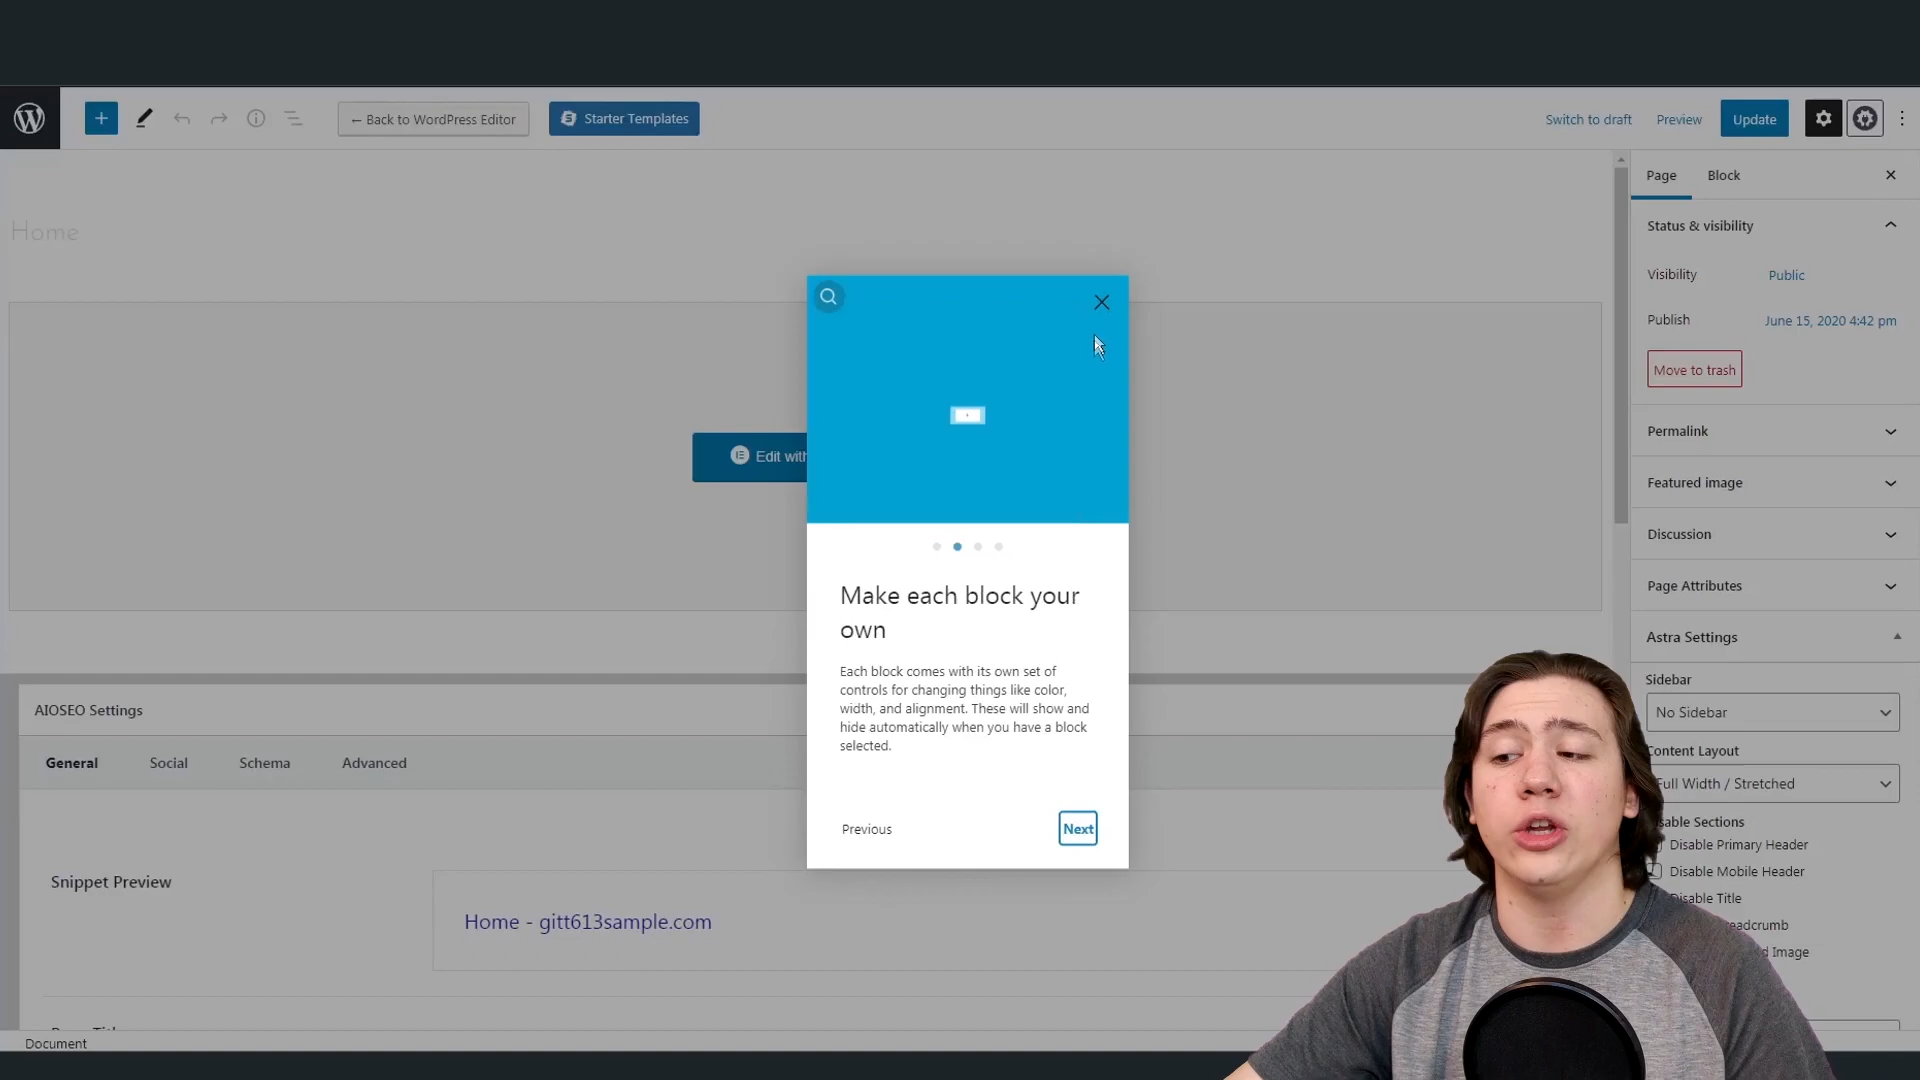 ← Back to WordPress Editor
Starter Templates
Switch to draft
Preview
Update
Home
Page
Block
Status & visibility
Visibility
Public
Publish
June 15, 2020 4:42 pm
Move to trash
Permalink
Featured image
Discussion
Page Attributes
Astra Settings
Sidebar
No Sidebar
Content Layout
Full Width / Stretched
Disable Primary Header
Disable Mobile Header
Title
Edit with
Make each block your
own
Each block comes with its own set of
controls for changing things like color,
width, and alignment. These will show and
hide automatically when you have a block
selected.
Previous
Next
AIOSEO Settings
General
Social
Schema
Advanced
Snippet Preview
Home - gitt613sample.com
Document